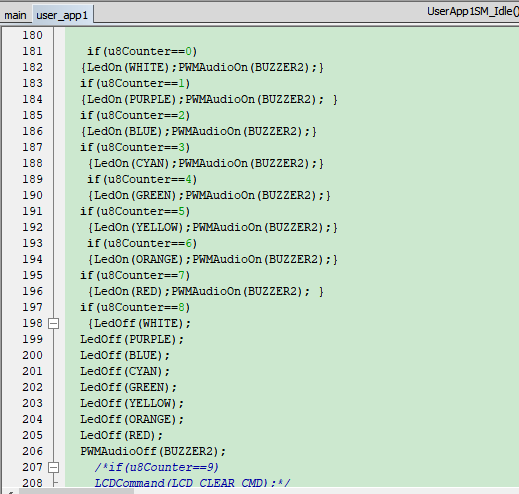 main user_app1 UserApp1SM_Idle()
180
181 if(u8Counter==0)
182 {LedOn(WHITE);PWMAudioOn(BUZZER2);}
183 if(u8Counter==1)
184 {LedOn(PURPLE);PWMAudioOn(BUZZER2); }
185 if(u8Counter==2)
186 {LedOn(BLUE);PWMAudioOn(BUZZER2);}
187 if(u8Counter==3)
188 {LedOn(CYAN);PWMAudioOn(BUZZER2);}
189 if(u8Counter==4)
190 {LedOn(GREEN);PWMAudioOn(BUZZER2);}
191 if(u8Counter==5)
192 {LedOn(YELLOW);PWMAudioOn(BUZZER2);}
193 if(u8Counter==6)
194 {LedOn(ORANGE);PWMAudioOn(BUZZER2);}
195 if(u8Counter==7)
196 {LedOn(RED);PWMAudioOn(BUZZER2); }
197 if(u8Counter==8)
198 {LedOff(WHITE);
199 LedOff(PURPLE);
200 LedOff(BLUE);
201 LedOff(CYAN);
202 LedOff(GREEN);
203 LedOff(YELLOW);
204 LedOff(ORANGE);
205 LedOff(RED);
206 PWMAudioOff(BUZZER2);
207 /*if(u8Counter==9)
208 LCDCommand(LCD_CLEAR_CMD);*/